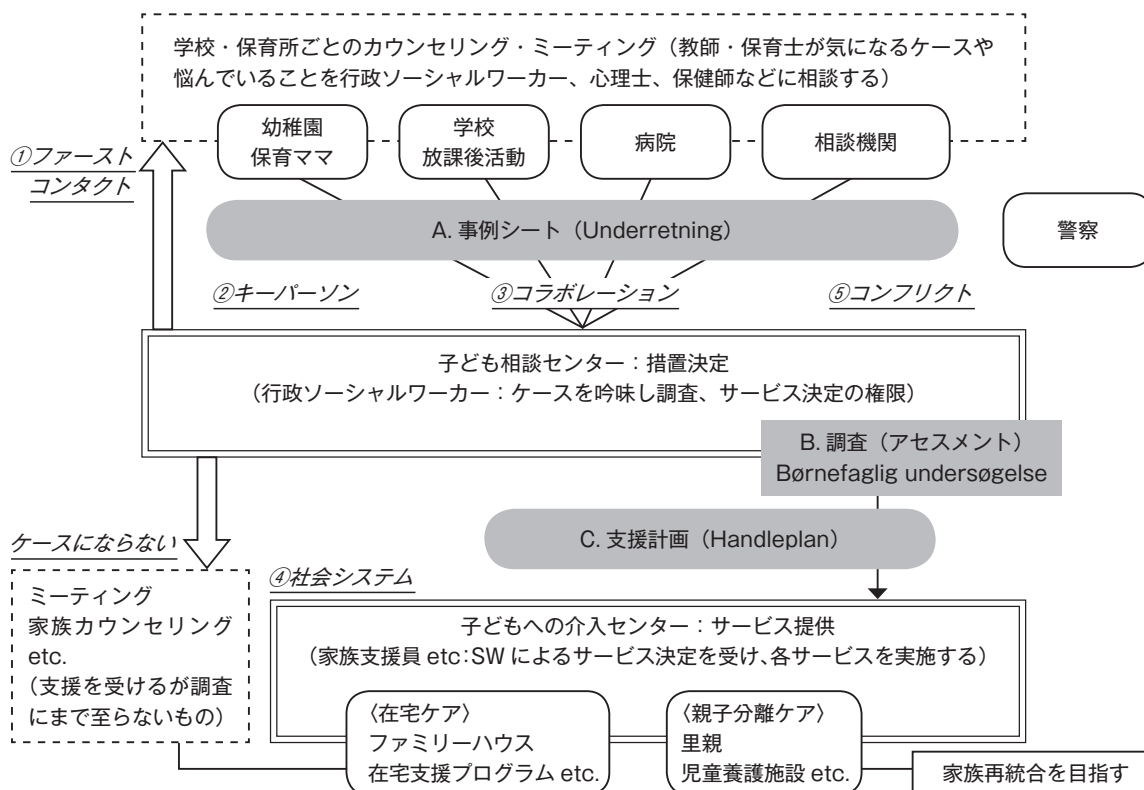 学校・保育所ごとのカウンセリング・ミーティング（教師・保育士が気になるケースや
悩んでいることを行政ソーシャルワーカー、心理士、保健師などに相談する）
幼稚園
保育ママ
学校
放課後活動
病院
相談機関
①ファースト
コンタクト
A. 事例シート（Underretning）
警察
②キーパーソン
③コラボレーション
⑤コンフリクト
子ども相談センター：措置決定
（行政ソーシャルワーカー：ケースを吟味し調査、サービス決定の権限）
B. 調査（アセスメント）
Børnefaglig undersøgelse
ケースにならない
C. 支援計画（Handleplan）
④社会システム
ミーティング
家族カウンセリング
etc.
（支援を受けるが調査
にまで至らないもの）
子どもへの介入センター：サービス提供
（家族支援員 etc：SW によるサービス決定を受け、各サービスを実施する）
〈在宅ケア〉
ファミリーハウス
在宅支援プログラム etc.
〈親子分離ケア〉
里親
児童養護施設 etc.
家族再統合を目指す